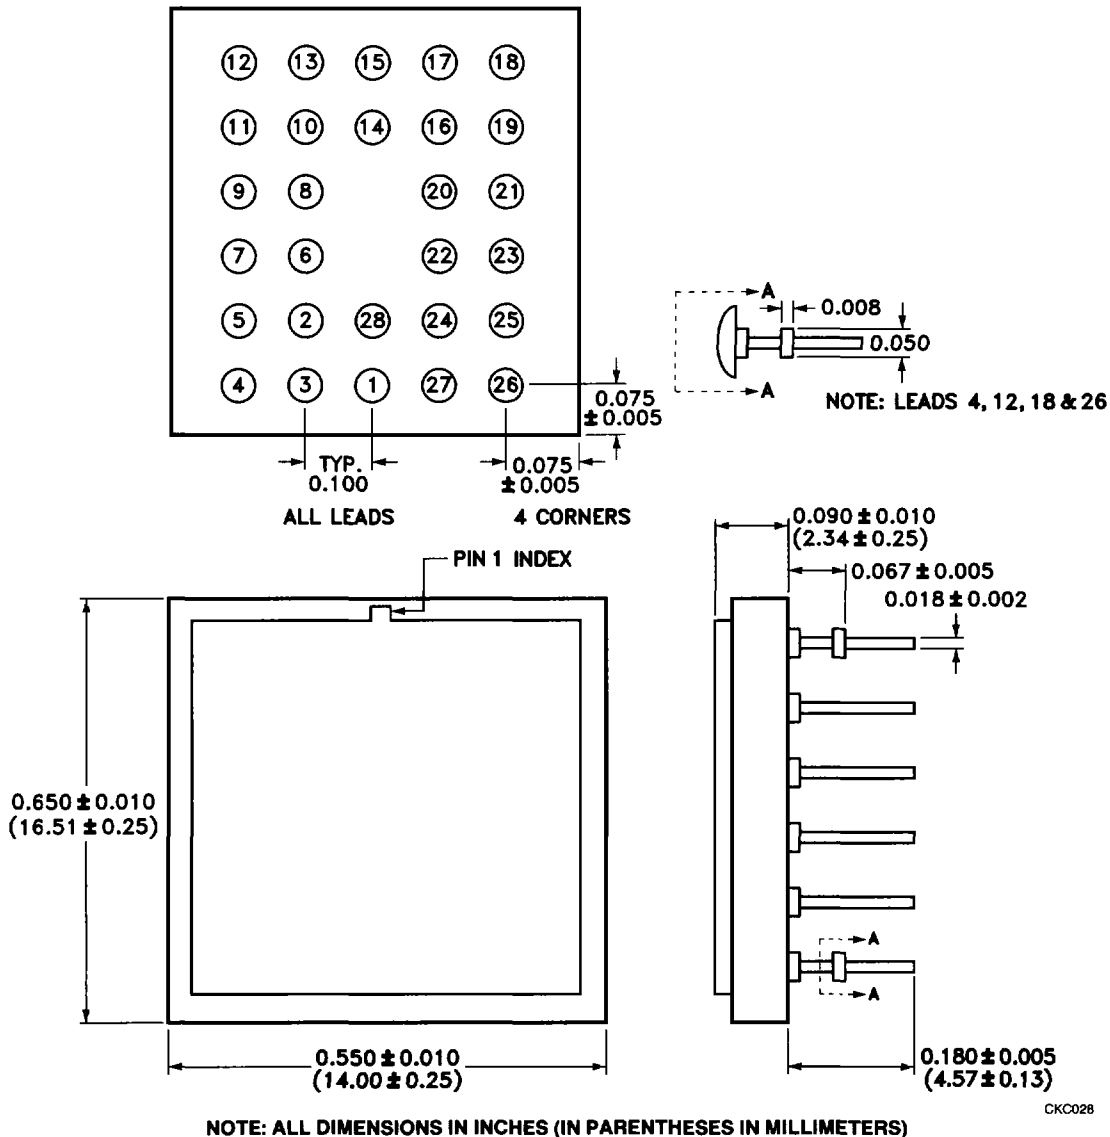 12 13 15 17 18
11 10 14 16 19
9 8 20 21
7 6 22 23
5 2 28 24 25
4 3 1 27 26
0.075
±0.005
TYP.
0.100
0.075
±0.005
ALL LEADS
4 CORNERS
A
0.008
0.050
A
NOTE: LEADS 4, 12, 18 & 26
PIN 1 INDEX
0.650±0.010
(16.51±0.25)
0.550±0.010
(14.00±0.25)
0.090±0.010
(2.34±0.25)
0.067±0.005
0.018±0.002
A
A
0.180±0.005
(4.57±0.13)
CKC028
NOTE: ALL DIMENSIONS IN INCHES (IN PARENTHESES IN MILLIMETERS)